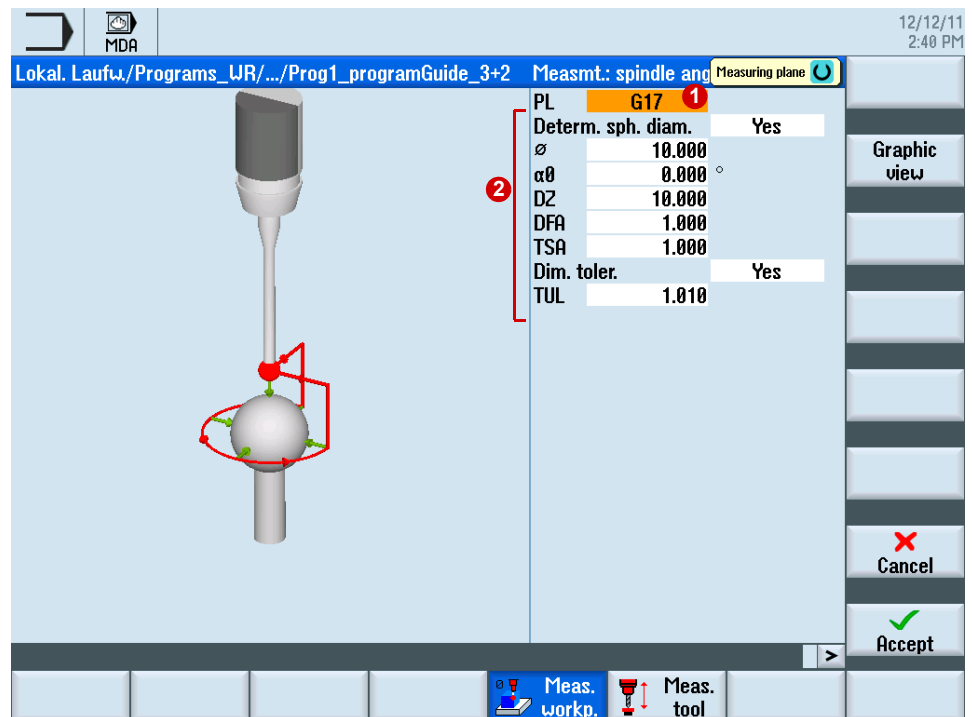 12/12/11
2:40 PM
MDA
Lokal. Laufw./Programs_WR/.../Prog1_programGuide_3+2
Measmt.: spindle ang
Measuring plane
PL G17 1
Determ. sph. diam. Yes
2
ø 10.000
α0 0.000 °
DZ 10.000
DFA 1.000
TSA 1.000
Dim. toler. Yes
TUL 1.010
Graphic
view
Cancel
Accept
>
ø Meas.
workp.
Meas.
tool